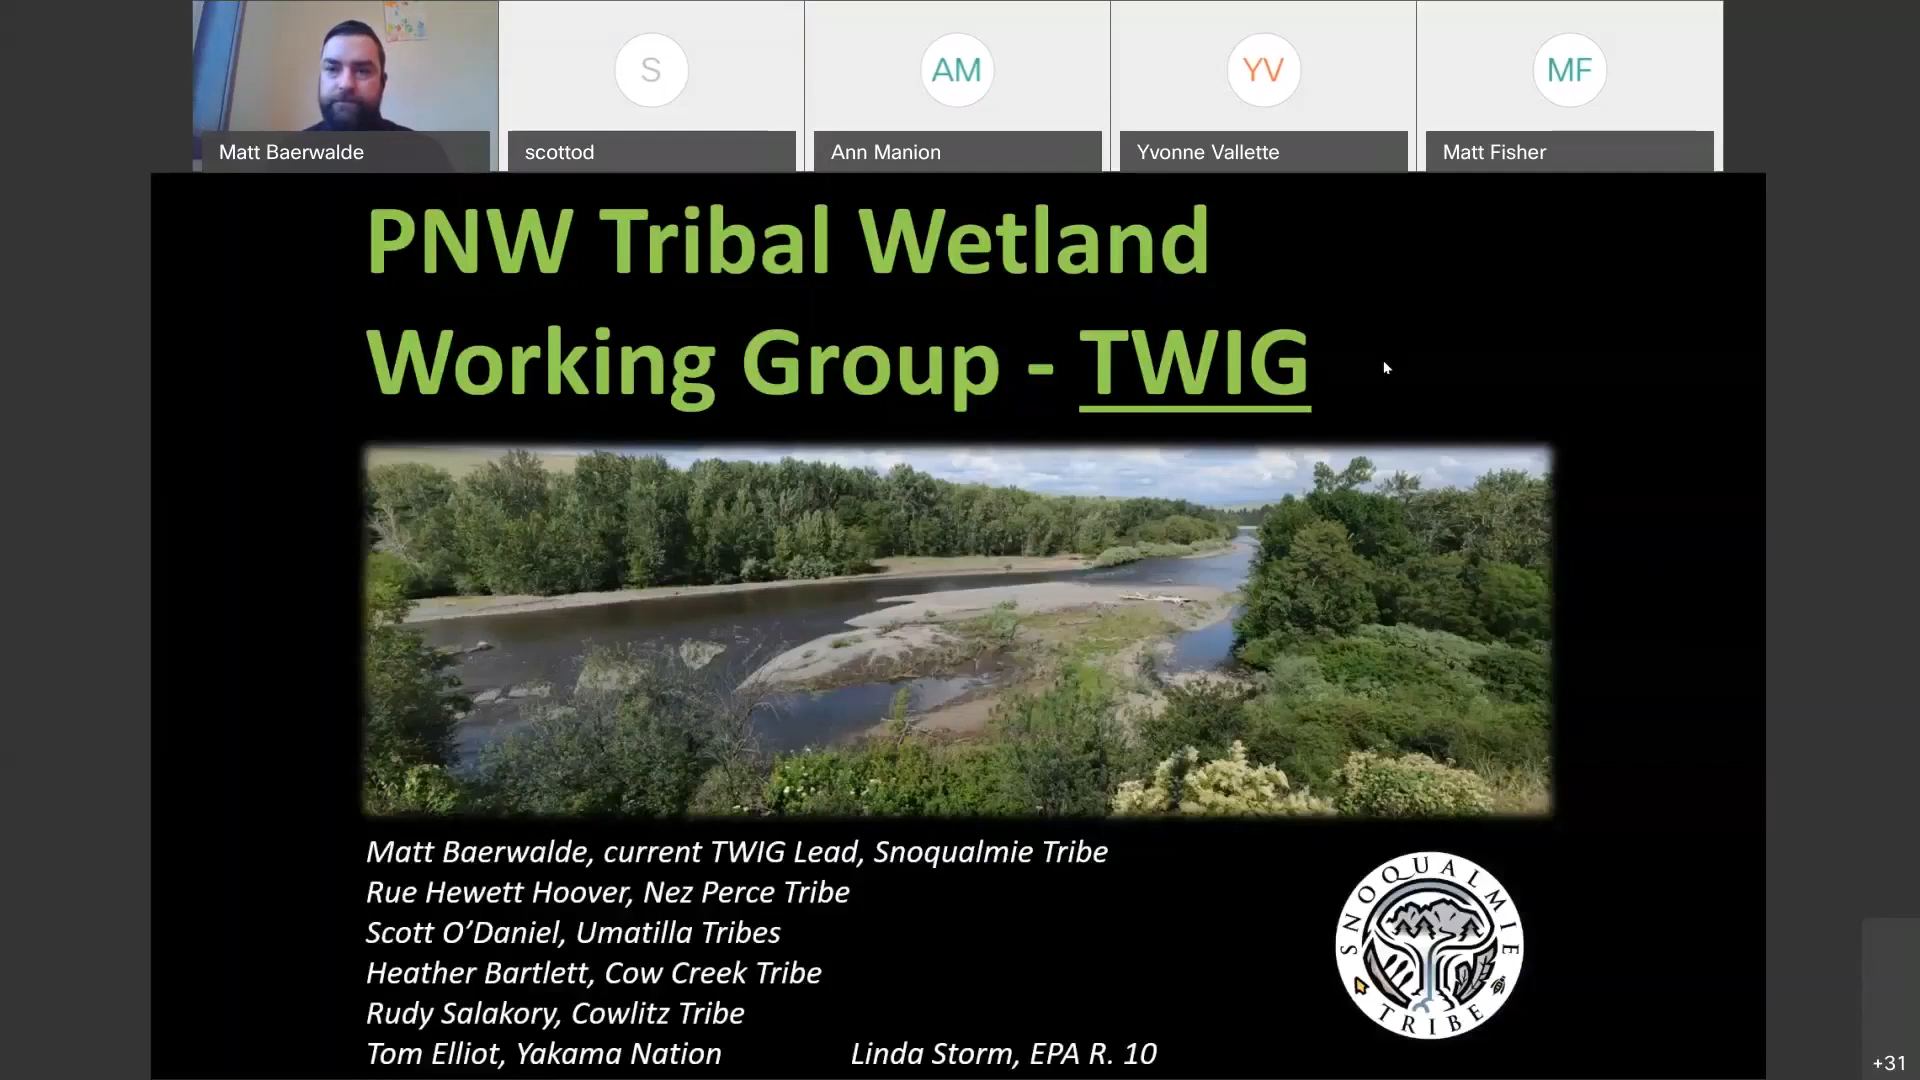 S
AM
YV
MF
Matt Baerwalde
scottod
Ann Manion
Yvonne Vallette
Matt Fisher
PNW Tribal Wetland
Working Group - TWIG
Matt Baerwalde, current TWIG Lead, Snoqualmie Tribe
Rue Hewett Hoover, Nez Perce Tribe
Scott O’Daniel, Umatilla Tribes
Heather Bartlett, Cow Creek Tribe
Rudy Salakory, Cowlitz Tribe
Tom Elliot, Yakama Nation
Linda Storm, EPA R. 10
SNOQUALMIE
TRIBE
+31